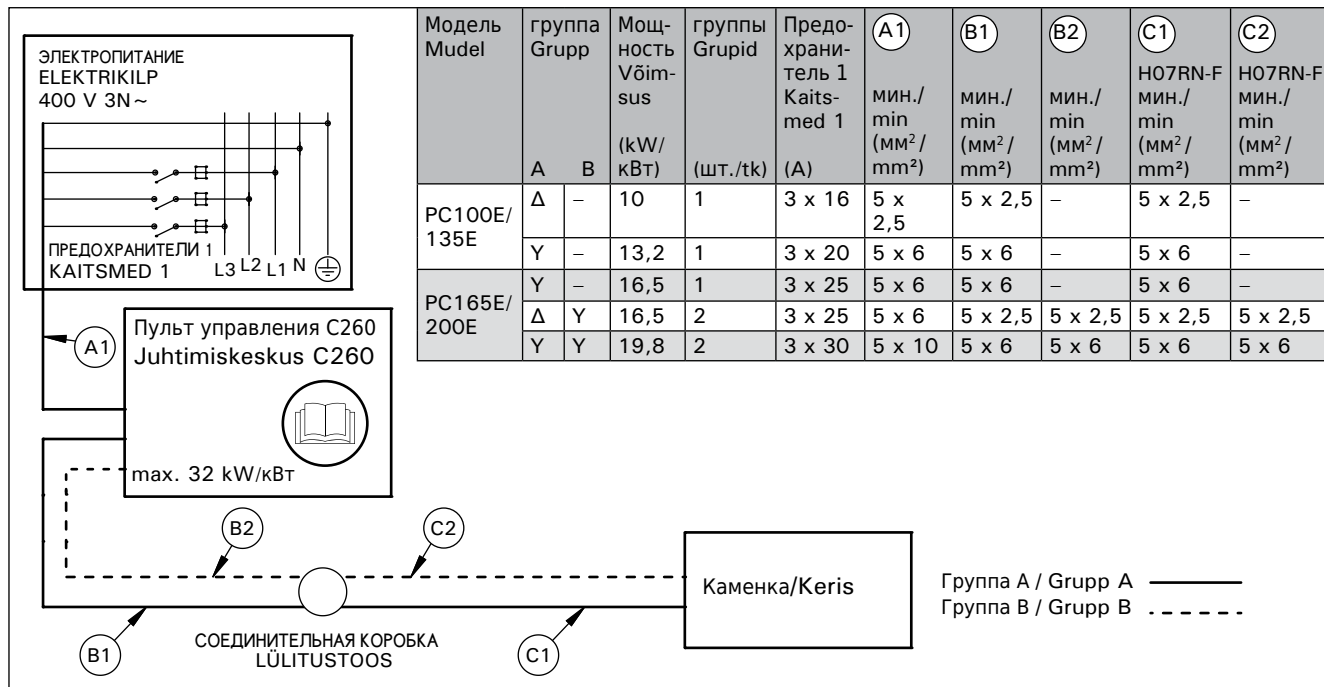 ЭЛЕКТРОПИТАНИЕ
ELEKTRIKILP
400 V 3N~
ПРЕДОХРАНИТЕЛИ 1
KAITSMED 1
L3 L2 L1 N
A1
Пульт управления C260
Juhtimiskeskus C260
max. 32 kW/кВт
B2
C2
B1
СОЕДИНИТЕЛЬНАЯ КОРОБКА
LÜLITUSTOOS
C1
Каменка/Keris
Группа A / Grupp A
Группа B / Grupp B
Модель Mudel группа Grupp A B Мощ-ность Võim-sus (kW/кВт) группы Grupid (шт./tk) Предо-храни-тель 1 Kaits-med 1 (A) A1 мин./min (мм²/mm²) B1 мин./min (мм²/mm²) B2 мин./min (мм²/mm²) C1 H07RN-F мин./min (мм²/mm²) C2 H07RN-F мин./min (мм²/mm²)
PC100E/135E Δ – 10 1 3 x 16 5 x 2,5 5 x 2,5 – 5 x 2,5 –
Y – 13,2 1 3 x 20 5 x 6 5 x 6 – 5 x 6 –
PC165E/200E Y – 16,5 1 3 x 25 5 x 6 5 x 6 – 5 x 6 –
Δ Y 16,5 2 3 x 25 5 x 6 5 x 2,5 5 x 2,5 5 x 2,5 5 x 2,5
Y Y 19,8 2 3 x 30 5 x 10 5 x 6 5 x 6 5 x 6 5 x 6